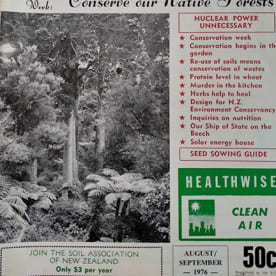 Week: Conserve our Native Forests
NUCLEAR POWER
UNNECESSARY
★ Conservation week
★ Conservation begins in the
garden
★ Re-use of soils means
conservation of wastes
★ Protein level in wheat
★ Murder in the kitchen
★ Herbs help to heal
★ Design for N.Z.
Environment Conservancy
★ Inquiries on nutrition
★ Our Ship of State on the
Beech
★ Solar energy house
SEED SOWING GUIDE
HEALTHWISE
CLEAN
AIR
JOIN THE SOIL ASSOCIATION
OF NEW ZEALAND
Only $3 per year
AUGUST/
SEPTEMBER
1976
50c